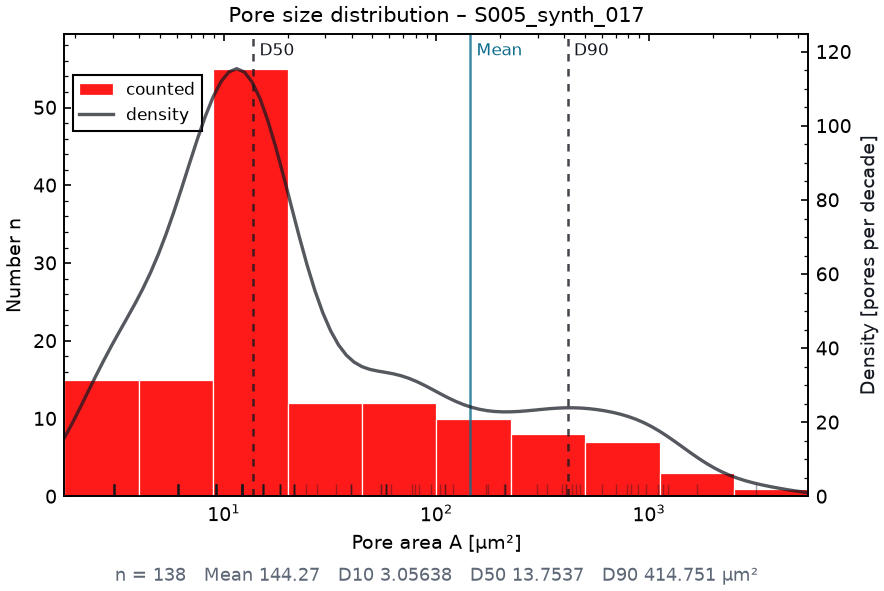 Pore size distribution – S005_synth_017
D50
Mean
D90
counted
density
Number n
0
10
20
30
40
50
Density [pores per decade]
0
20
40
60
80
100
120
10¹
10²
10³
Pore area A [µm²]
n = 138 Mean 144.27 D10 3.05638 D50 13.7537 D90 414.751 µm²